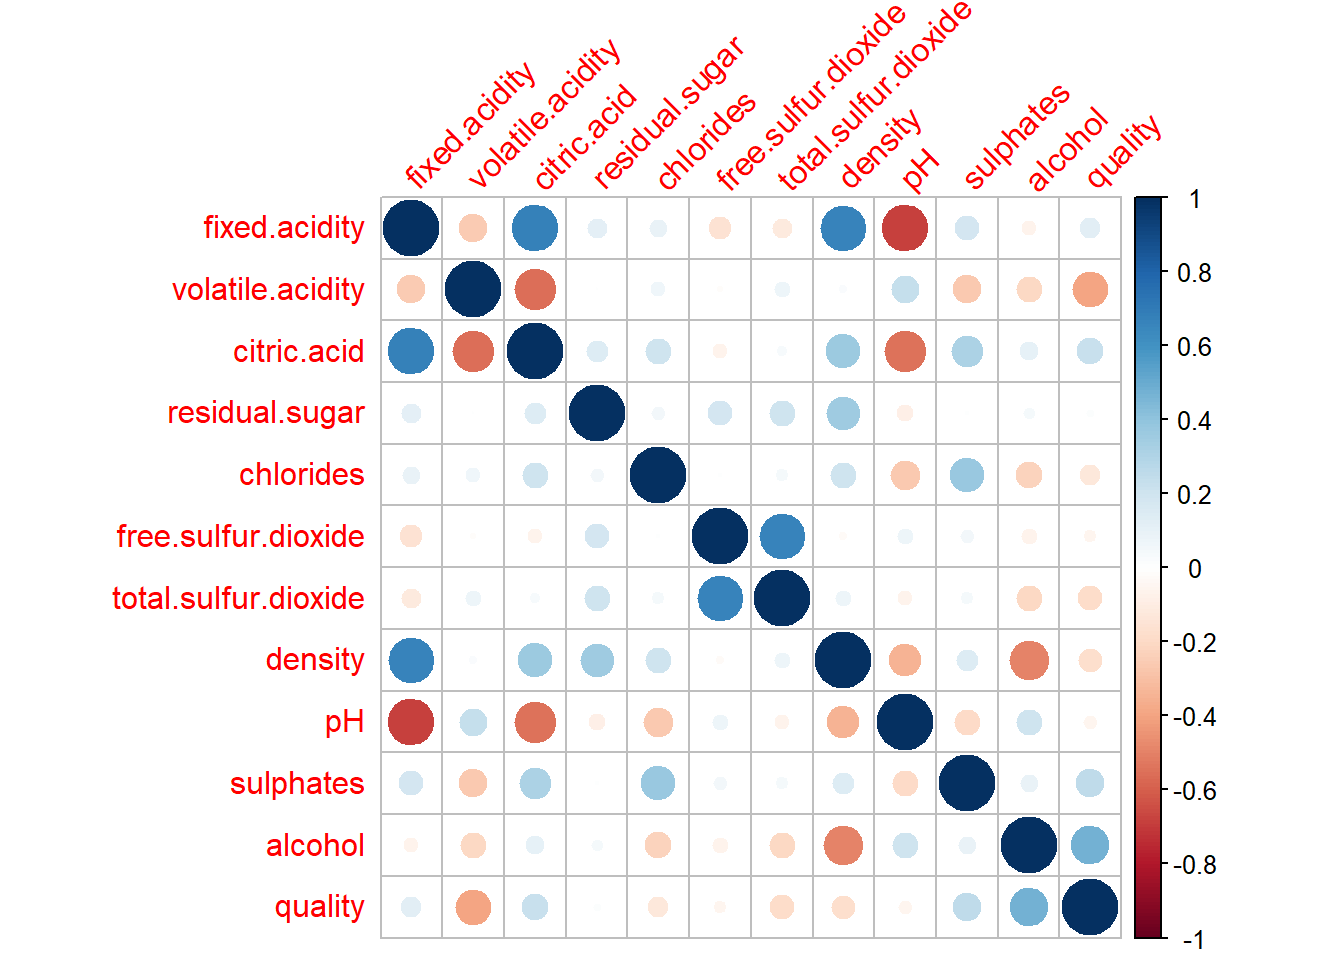 fixed.acidity
volatile.acidity
citric.acid
residual.sugar
chlorides
free.sulfur.dioxide
total.sulfur.dioxide
density
pH
sulphates
alcohol
quality
fixed.acidity
volatile.acidity
citric.acid
residual.sugar
chlorides
free.sulfur.dioxide
total.sulfur.dioxide
density
pH
sulphates
alcohol
quality
1
0.8
0.6
0.4
0.2
0
-0.2
-0.4
-0.6
-0.8
-1